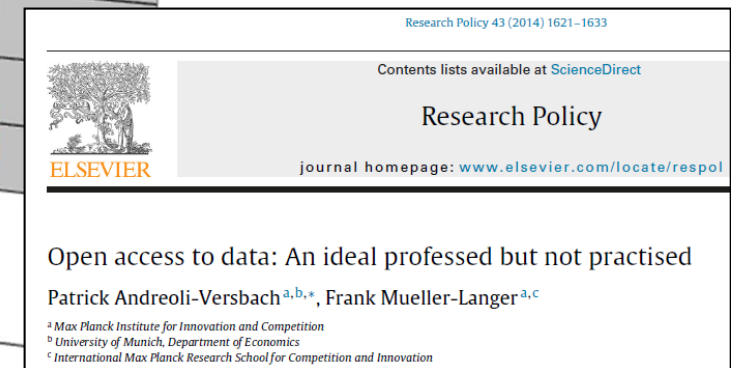 Research Policy 43 (2014) 1621–1633
Contents lists available at ScienceDirect
Research Policy
ELSEVIER
journal homepage: www.elsevier.com/locate/respol
Open access to data: An ideal professed but not practised
Patrick Andreoli-Versbach a,b,*, Frank Mueller-Langer a,c
a Max Planck Institute for Innovation and Competition
b University of Munich, Department of Economics
c International Max Planck Research School for Competition and Innovation